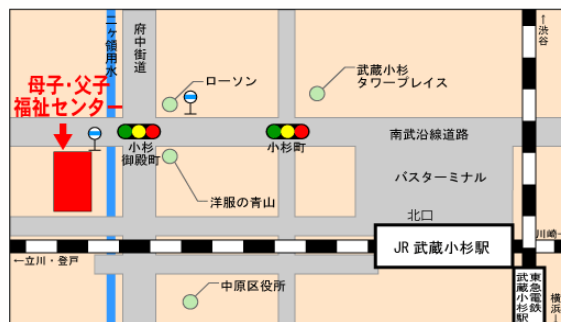 二ヶ領用水
府中街道
←渋谷
ローソン
武蔵小杉
タワープレイス
母子・父子
福祉センター
小杉
御殿町
小杉町
南武沿線道路
バスターミナル
洋服の青山
北口
JR 武蔵小杉駅
川崎→
←立川・登戸
中原区役所
東急電鉄
武蔵小杉駅
横浜→